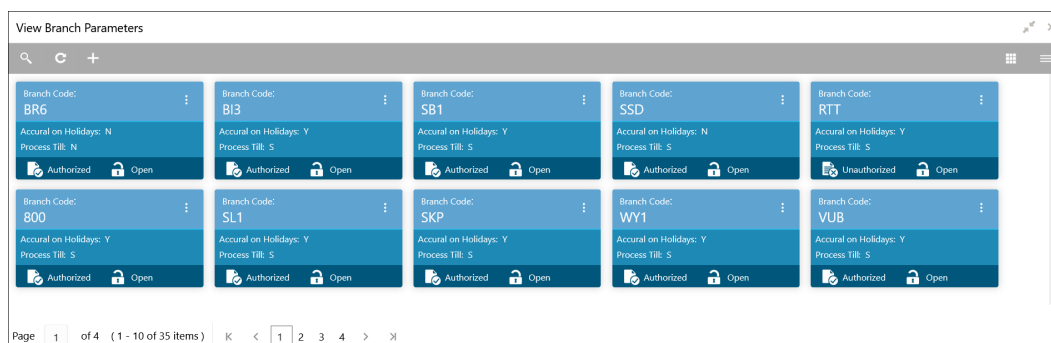 View Branch Parameters
Branch Code:
BR6
Accural on Holidays: N
Process Till: N
Authorized Open
Branch Code:
BI3
Accural on Holidays: Y
Process Till: S
Authorized Open
Branch Code:
SB1
Accural on Holidays: Y
Process Till: S
Authorized Open
Branch Code:
SSD
Accural on Holidays: N
Process Till: S
Authorized Open
Branch Code:
RTT
Accural on Holidays: Y
Process Till: S
Unauthorized Open
Branch Code:
800
Accural on Holidays: Y
Process Till: S
Authorized Open
Branch Code:
SL1
Accural on Holidays: Y
Process Till: S
Authorized Open
Branch Code:
SKP
Accural on Holidays: Y
Process Till: S
Authorized Open
Branch Code:
WY1
Accural on Holidays: Y
Process Till: S
Authorized Open
Branch Code:
VUB
Accural on Holidays: Y
Process Till: S
Authorized Open
Page 1 of 4 ( 1 - 10 of 35 items ) 1 2 3 4